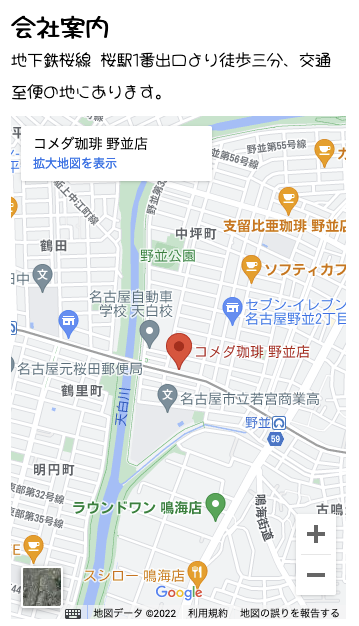 会社案内
地下鉄桜線 桜駅1番出口より徒歩三分、交通
至便の地にあります。
コメダ珈琲 野並店
拡大地図を表示
野並第55号線
野並第56号線
中坪町
支留比亜珈琲 野並店
鶴田
野並公園
ソフティカフ
田中
名古屋自動車
学校 天白校
セブン-イレブン
名古屋野並2丁目
コメダ珈琲 野並店
名古屋元桜田郵便局
鶴里町
名古屋市立若宮商業高
天白川
野並
59
明円町
東部第32号線
東部第35号線
ラウンドワン 鳴海店
鳴海街道
古鳴
スシロー 鳴海店
Google
地図データ ©2022 利用規約 地図の誤りを報告する